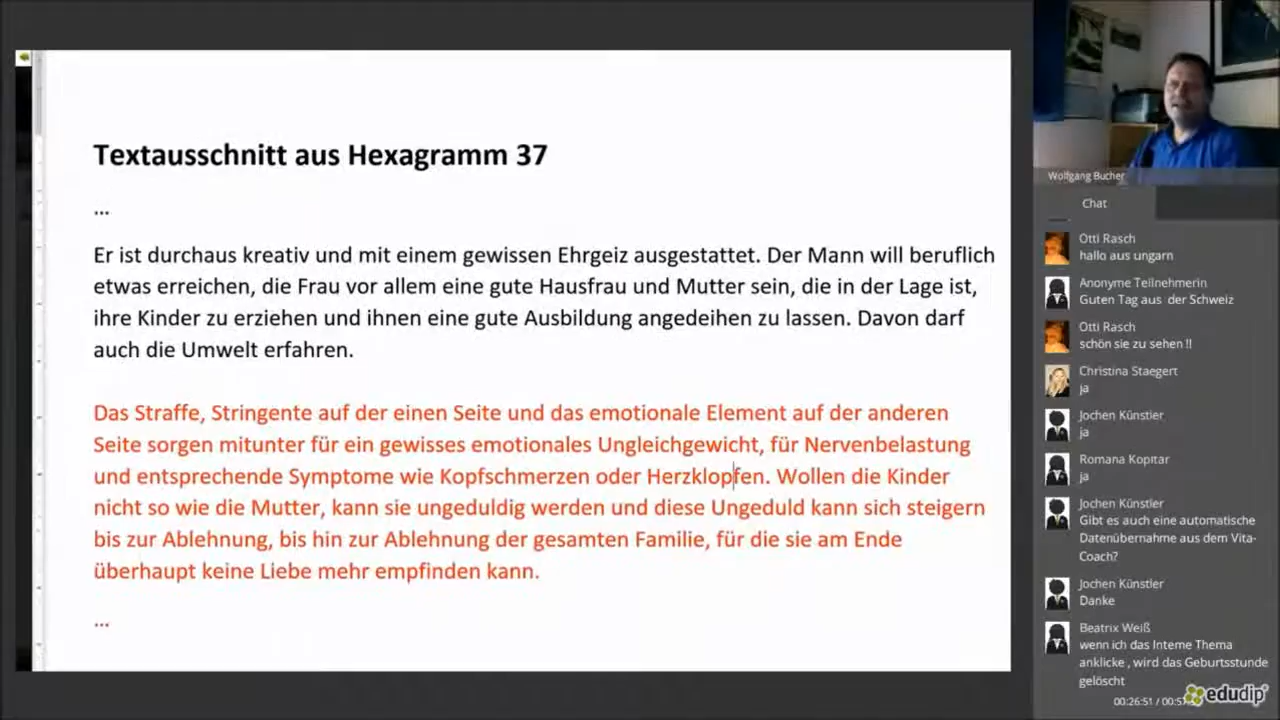 Textausschnitt aus Hexagramm 37
...
Er ist durchaus kreativ und mit einem gewissen Ehrgeiz ausgestattet. Der Mann will beruflich
etwas erreichen, die Frau vor allem eine gute Hausfrau und Mutter sein, die in der Lage ist,
ihre Kinder zu erziehen und ihnen eine gute Ausbildung angedeihen zu lassen. Davon darf
auch die Umwelt erfahren.
Das Straffe, Stringente auf der einen Seite und das emotionale Element auf der anderen
Seite sorgen mitunter für ein gewisses emotionales Ungleichgewicht, für Nervenbelastung
und entsprechende Symptome wie Kopfschmerzen oder Herzklopfen. Wollen die Kinder
nicht so wie die Mutter, kann sie ungeduldig werden und diese Ungeduld kann sich steigern
bis zur Ablehnung, bis hin zur Ablehnung der gesamten Familie, für die sie am Ende
überhaupt keine Liebe mehr empfinden kann.
...
Wolfgang Bucher
Chat
Otti Rasch
hallo aus ungarn
Anonyme Teilnehmerin
Guten Tag aus der Schweiz
Otti Rasch
schön sie zu sehen !!
Christina Staegert
ja
Jochen Künstler
ja
Romana Kopitar
ja
Jochen Künstler
Gibt es auch eine automatische
Datenübernahme aus dem Vita-
Coach?
Jochen Künstler
Danke
Beatrix Weiß
wenn ich das Interne Thema
anklicke , wird das Geburtsstunde
gelöscht
00:26:51 /
edudip